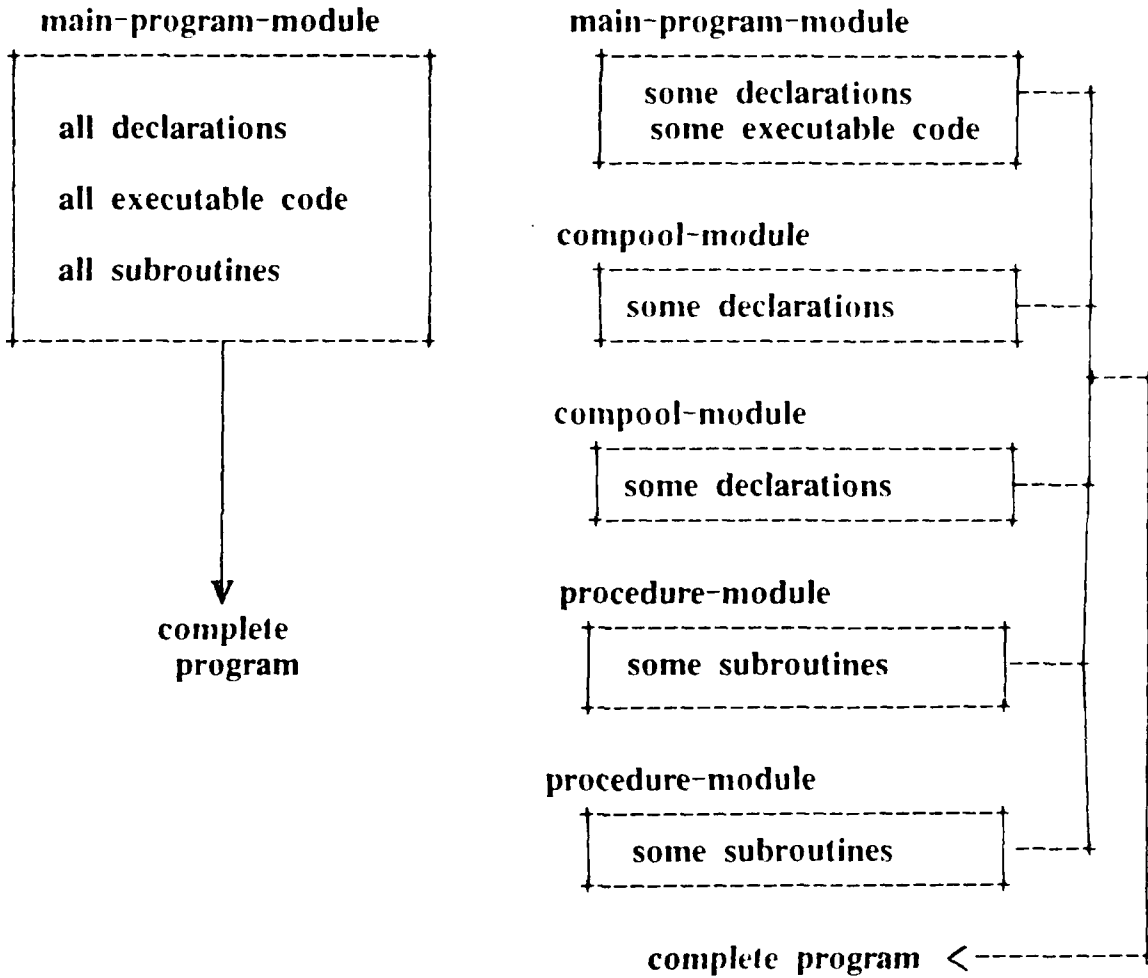 main-program-module
all declarations
all executable code
all subroutines
complete
program
main-program-module
some declarations
some executable code
compool-module
some declarations
compool-module
some declarations
procedure-module
some subroutines
procedure-module
some subroutines
complete program